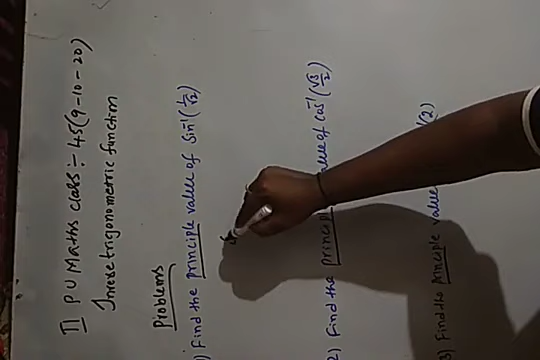 II PU Maths class:- 45(9-10-20)
Inverse trigonometric function
Problems
1) Find the principle value of Sin⁻¹(1/√2)
2) Find the principle value of cos⁻¹(√3/2)
3) Find the principle value (2)